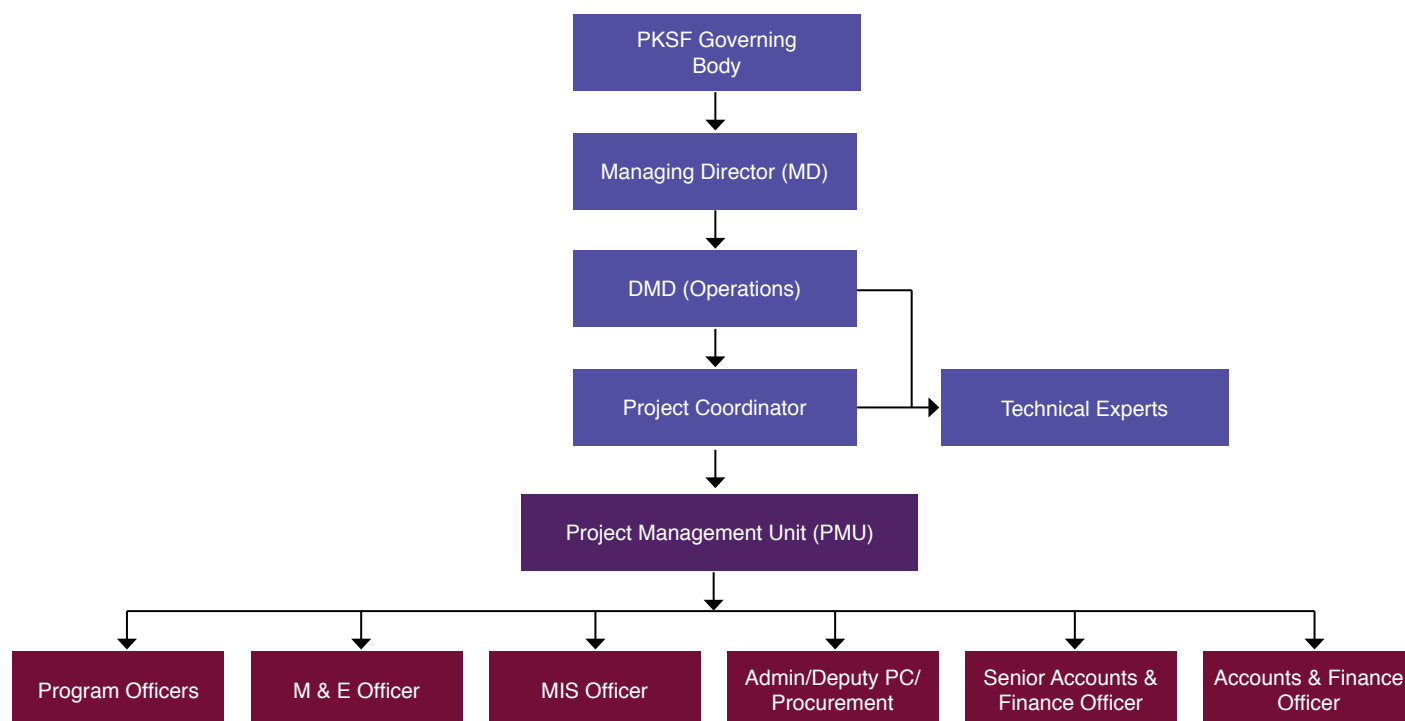 PKSF Governing
Body
Managing Director (MD)
DMD (Operations)
Project Coordinator
Technical Experts
Project Management Unit (PMU)
Program Officers
M & E Officer
MIS Officer
Admin/Deputy PC/
Procurement
Senior Accounts &
Finance Officer
Accounts & Finance
Officer